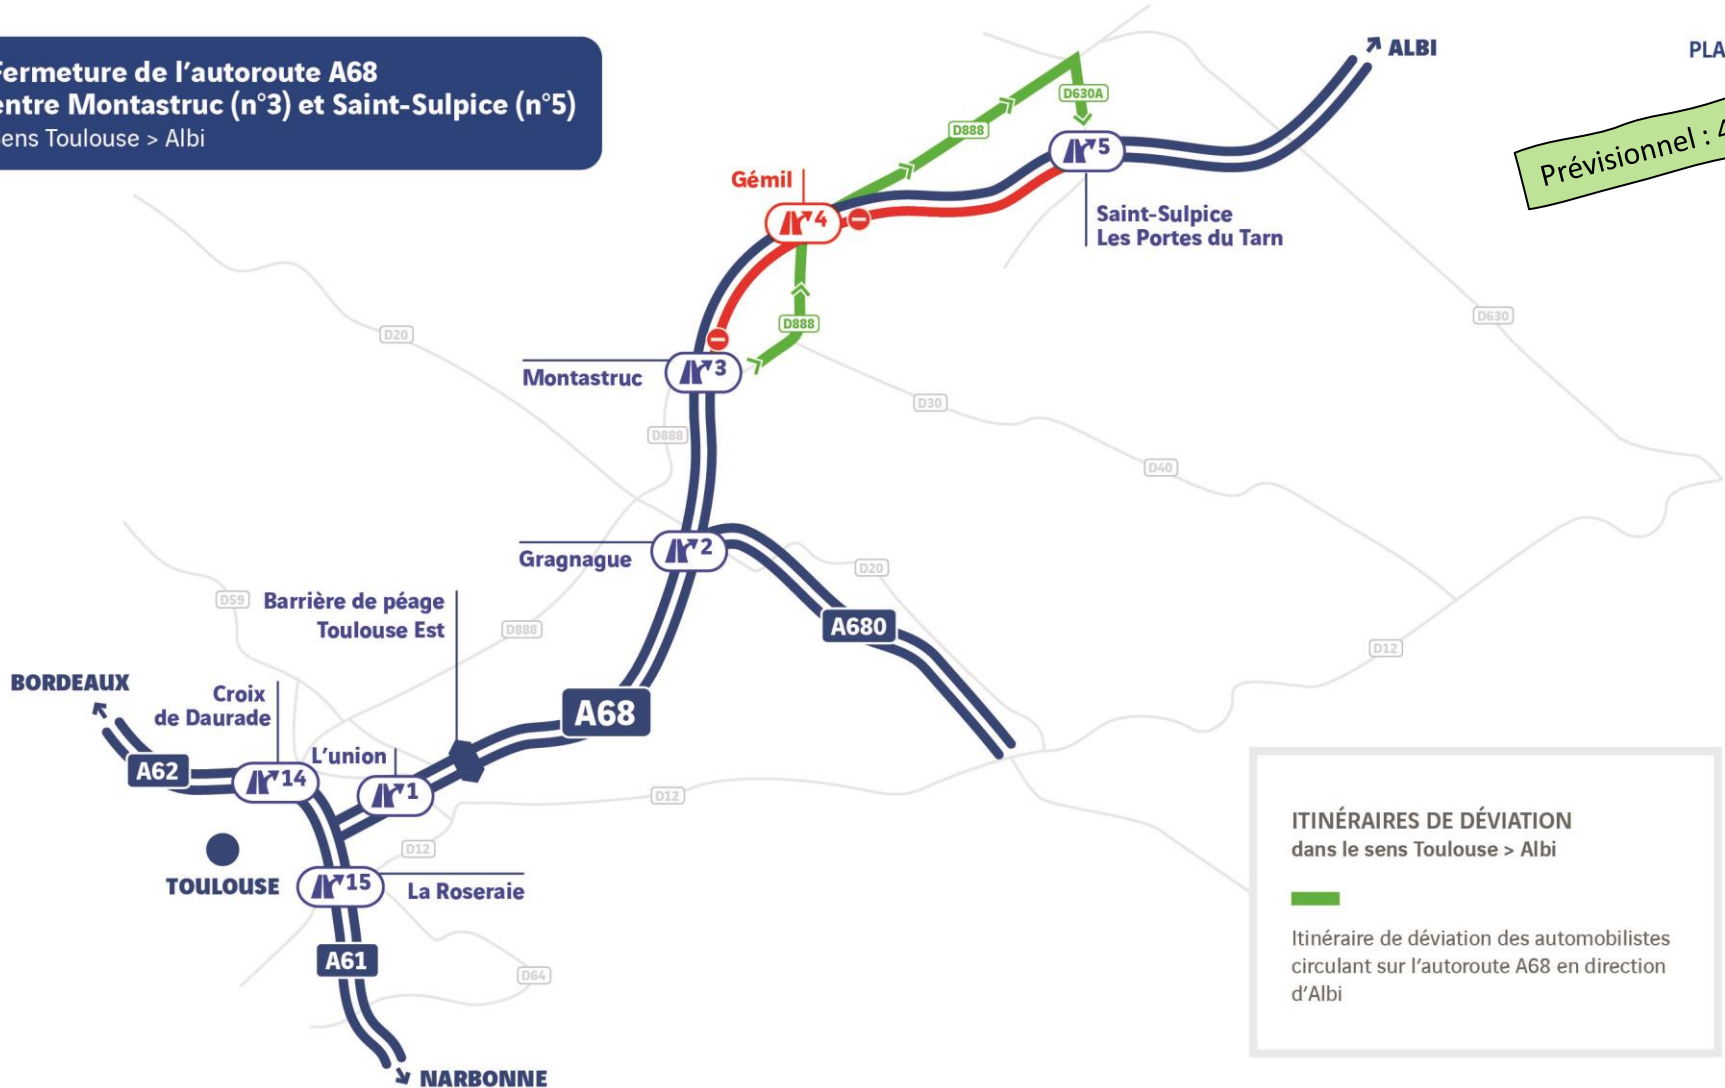 Fermeture de l'autoroute A68
entre Montastruc (n°3) et Saint-Sulpice (n°5)
Sens Toulouse > Albi
ALBI
PLA
Prévisionnel : 4
D630A
D888
5
Gémil
4
Saint-Sulpice
Les Portes du Tarn
D888
D20
D630
3
Montastruc
D30
D888
D40
2
Gragnague
D20
D59
Barrière de péage
Toulouse Est
D888
A680
D12
BORDEAUX
Croix
de Daurade
A68
L'union
A62
14
1
D12
D12
TOULOUSE
15
La Roseraie
A61
D64
NARBONNE
ITINÉRAIRES DE DÉVIATION
dans le sens Toulouse > Albi
Itinéraire de déviation des automobilistes
circulant sur l'autoroute A68 en direction
d'Albi